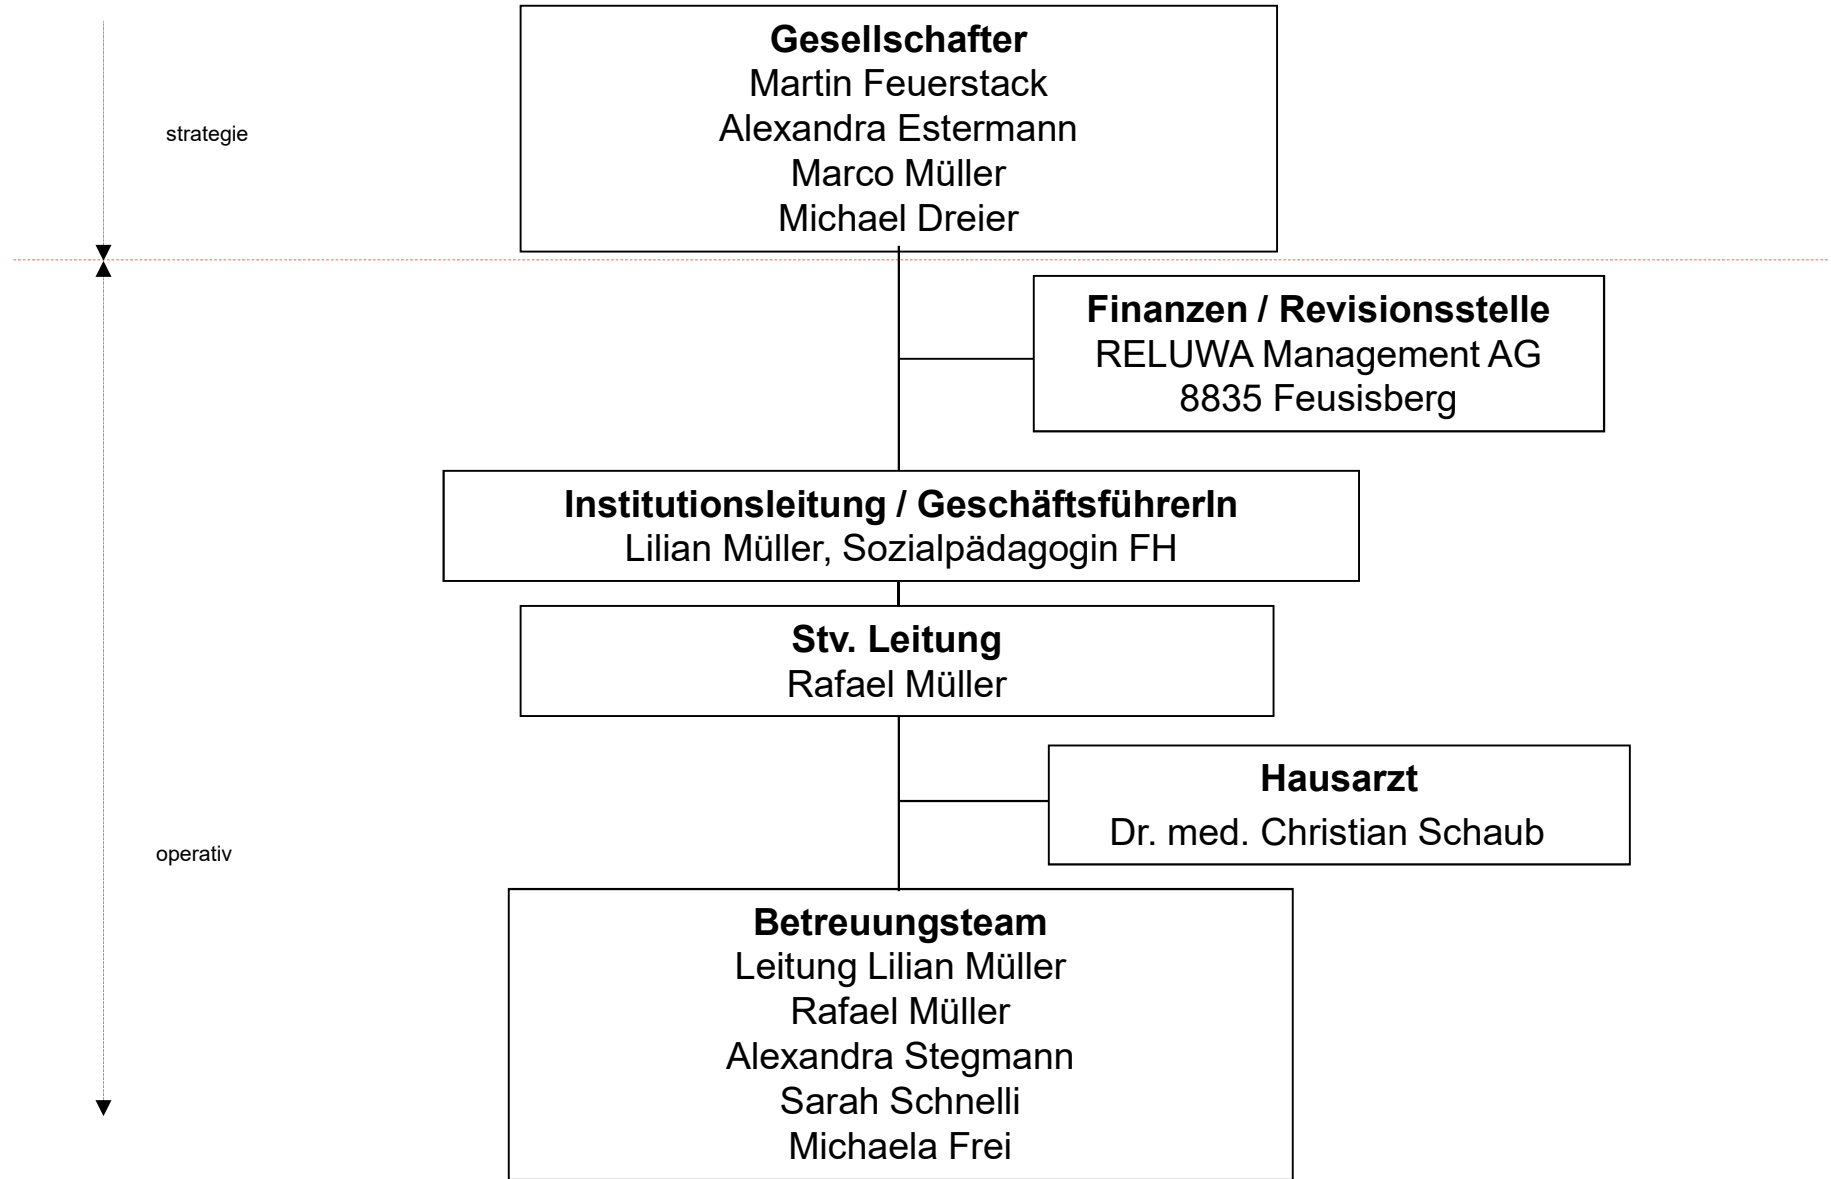 Gesellschafter
Martin Feuerstack
Alexandra Estermann
Marco Müller
Michael Dreier
strategie
Finanzen / Revisionsstelle
RELUWA Management AG
8835 Feusisberg
Institutionsleitung / GeschäftsführerIn
Lilian Müller, Sozialpädagogin FH
Stv. Leitung
Rafael Müller
Hausarzt
Dr. med. Christian Schaub
operativ
Betreuungsteam
Leitung Lilian Müller
Rafael Müller
Alexandra Stegmann
Sarah Schnelli
Michaela Frei